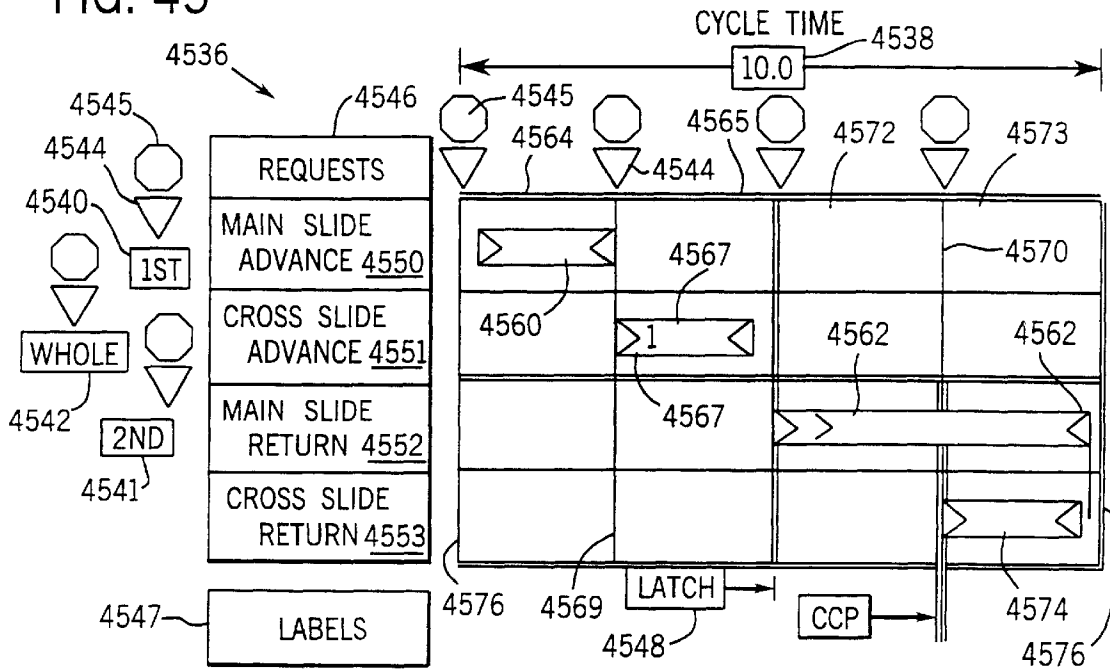 FIG. 45
CYCLE TIME
4538
10.0
4536
4546
4545
4545
4564
4565
4572
4573
4544
4544
4540
REQUESTS
MAIN SLIDE
ADVANCE 4550
1ST
4567
4570
4560
CROSS SLIDE
ADVANCE 4551
1
4562
4562
WHOLE
4567
4542
MAIN SLIDE
RETURN 4552
2ND
4541
CROSS SLIDE
RETURN 4553
4576
4569
LATCH
4548
CCP
4574
4576
4547
LABELS